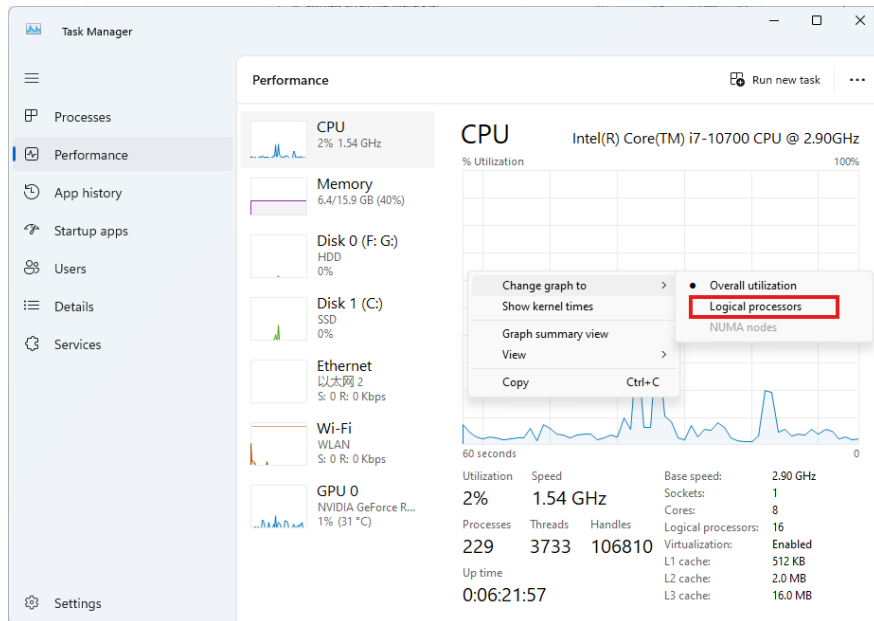 Task Manager
Processes
Performance
App history
Startup apps
Users
Details
Services
Settings
Performance
Run new task
CPU
2% 1.54 GHz
Memory
6.4/15.9 GB (40%)
Disk 0 (F: G:)
HDD
0%
Disk 1 (C:)
SSD
0%
Ethernet
以太网 2
S: 0 R: 0 Kbps
Wi-Fi
WLAN
S: 0 R: 0 Kbps
GPU 0
NVIDIA GeForce R...
1% (31 °C)
CPU
Intel(R) Core(TM) i7-10700 CPU @ 2.90GHz
% Utilization
100%
Change graph to
Show kernel times
Graph summary view
View
Copy Ctrl+C
Overall utilization
Logical processors
NUMA nodes
60 seconds
0
Utilization Speed
2% 1.54 GHz
Processes Threads Handles
229 3733 106810
Up time
0:06:21:57
Base speed: 2.90 GHz
Sockets: 1
Cores: 8
Logical processors: 16
Virtualization: Enabled
L1 cache: 512 KB
L2 cache: 2.0 MB
L3 cache: 16.0 MB